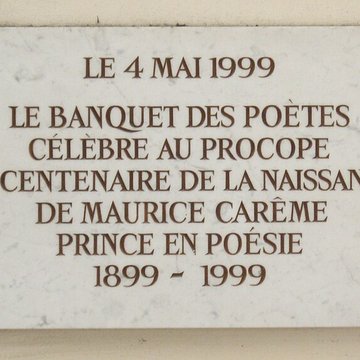 LE 4 MAI 1999
LE BANQUET DES POÈTES
CÉLÈBRE AU PROCOPE
CENTENAIRE DE LA NAISSAN
DE MAURICE CARÊME
PRINCE EN POÉSIE
1899 - 1999